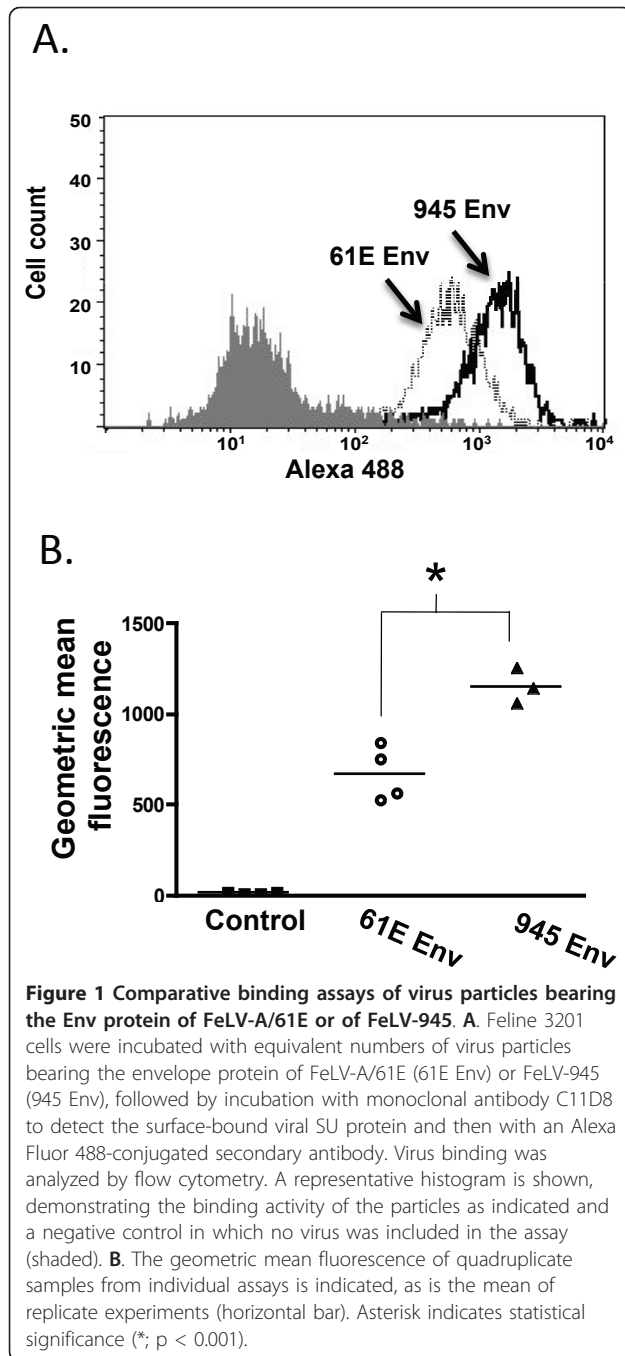 A.
50
40
30
20
10
Cell count
945 Env
61E Env
10¹ 10² 10³ 10⁴
Alexa 488
B.
*
1500
1000
500
0
Geometric mean
fluorescence
Control 61E Env 945 Env
Figure 1 Comparative binding assays of virus particles bearing
the Env protein of FeLV-A/61E or of FeLV-945. A. Feline 3201
cells were incubated with equivalent numbers of virus particles
bearing the envelope protein of FeLV-A/61E (61E Env) or FeLV-945
(945 Env), followed by incubation with monoclonal antibody C11D8
to detect the surface-bound viral SU protein and then with an Alexa
Fluor 488-conjugated secondary antibody. Virus binding was
analyzed by flow cytometry. A representative histogram is shown,
demonstrating the binding activity of the particles as indicated and
a negative control in which no virus was included in the assay
(shaded). B. The geometric mean fluorescence of quadruplicate
samples from individual assays is indicated, as is the mean of
replicate experiments (horizontal bar). Asterisk indicates statistical
significance (*; p < 0.001).